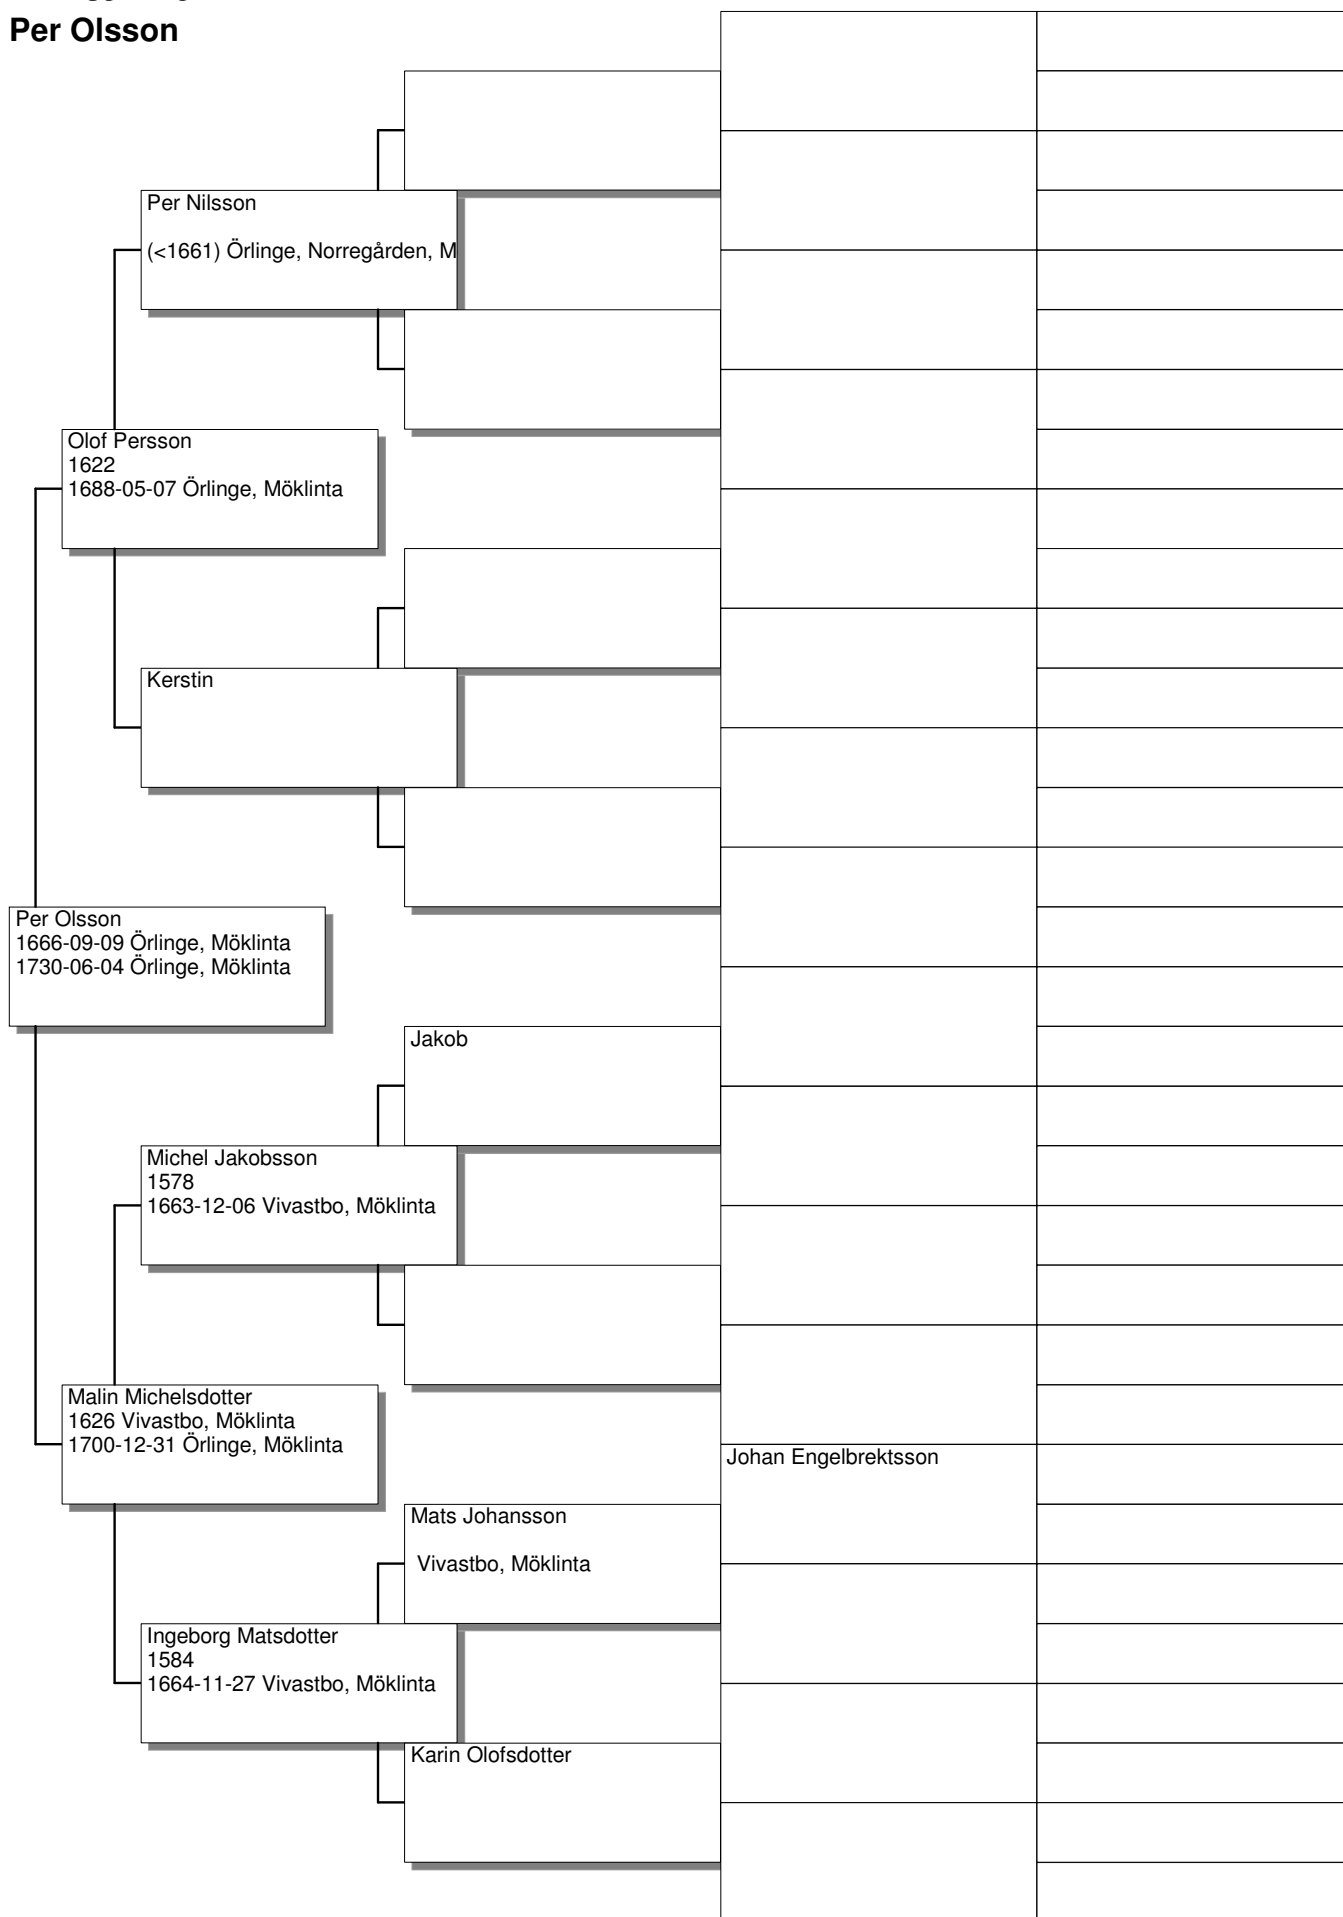 Per Olsson
Per Nilsson
(<1661) Örlinge, Norregården, M
Olof Persson
1622
1688-05-07 Örlinge, Möklinta
Kerstin
Per Olsson
1666-09-09 Örlinge, Möklinta
1730-06-04 Örlinge, Möklinta
Jakob
Michel Jakobsson
1578
1663-12-06 Vivastbo, Möklinta
Malin Michelsdotter
1626 Vivastbo, Möklinta
1700-12-31 Örlinge, Möklinta
Johan Engelbrektsson
Mats Johansson
Vivastbo, Möklinta
Ingeborg Matsdotter
1584
1664-11-27 Vivastbo, Möklinta
Karin Olofsdotter